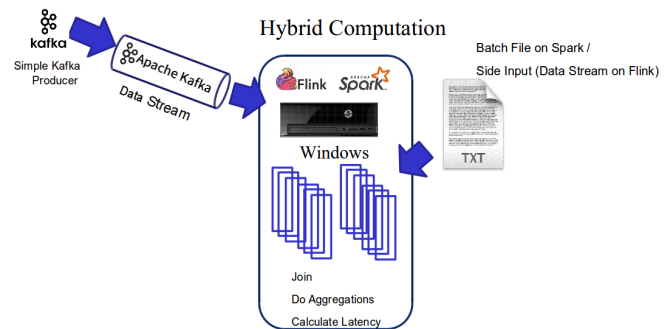 Hybrid Computation
kafka
Simple Kafka
Producer
Apache Kafka
Data Stream
Flink
APACHE
Spark
Windows
Join
Do Aggregations
Calculate Latency
Batch File on Spark /
Side Input (Data Stream on Flink)
TXT